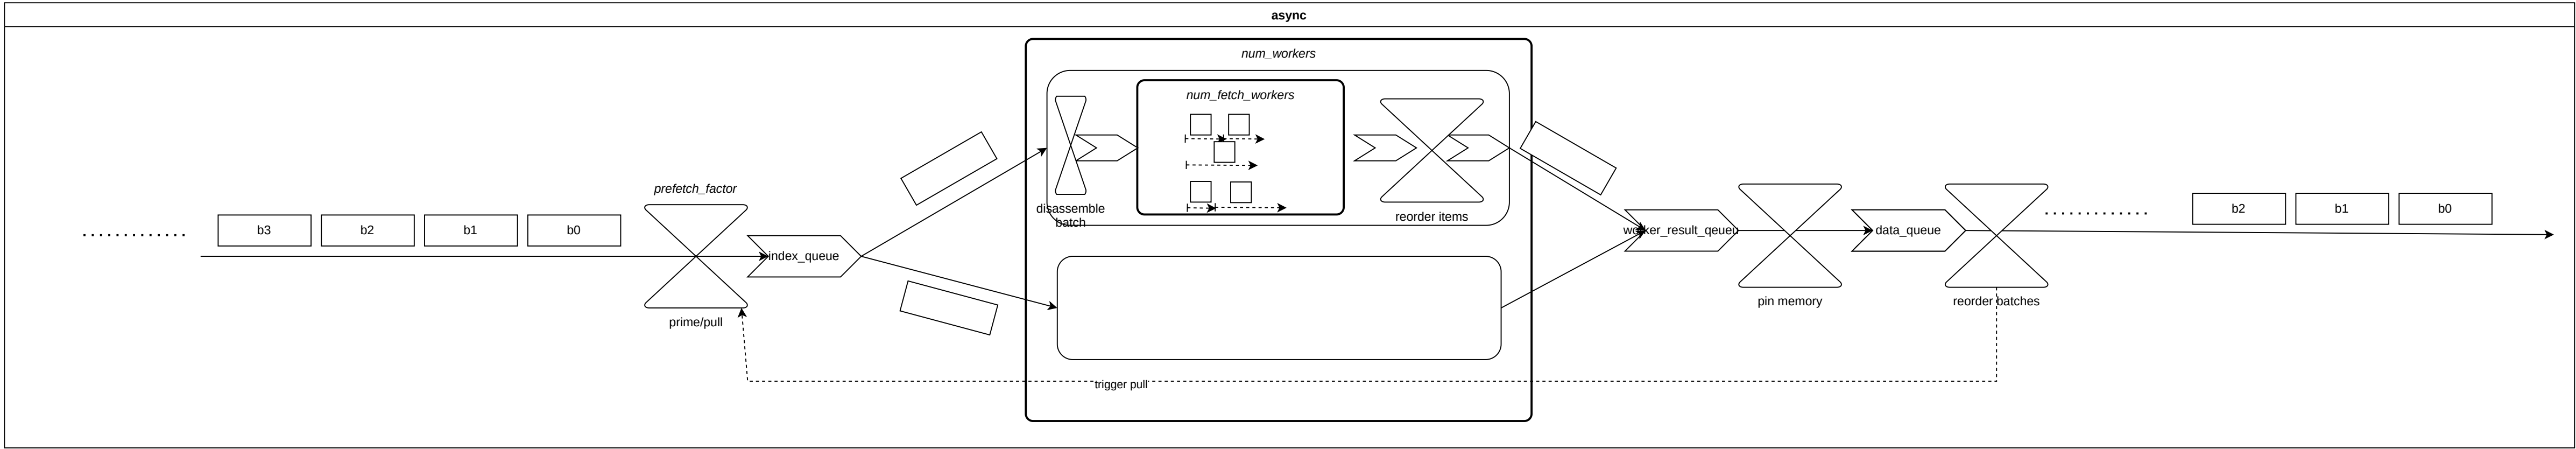 async
num_workers
num_fetch_workers
disassemble
batch
reorder items
prefetch_factor
b3
b2
b1
b0
index_queue
prime/pull
trigger pull
worker_result_queue
pin memory
data_queue
reorder batches
b2
b1
b0